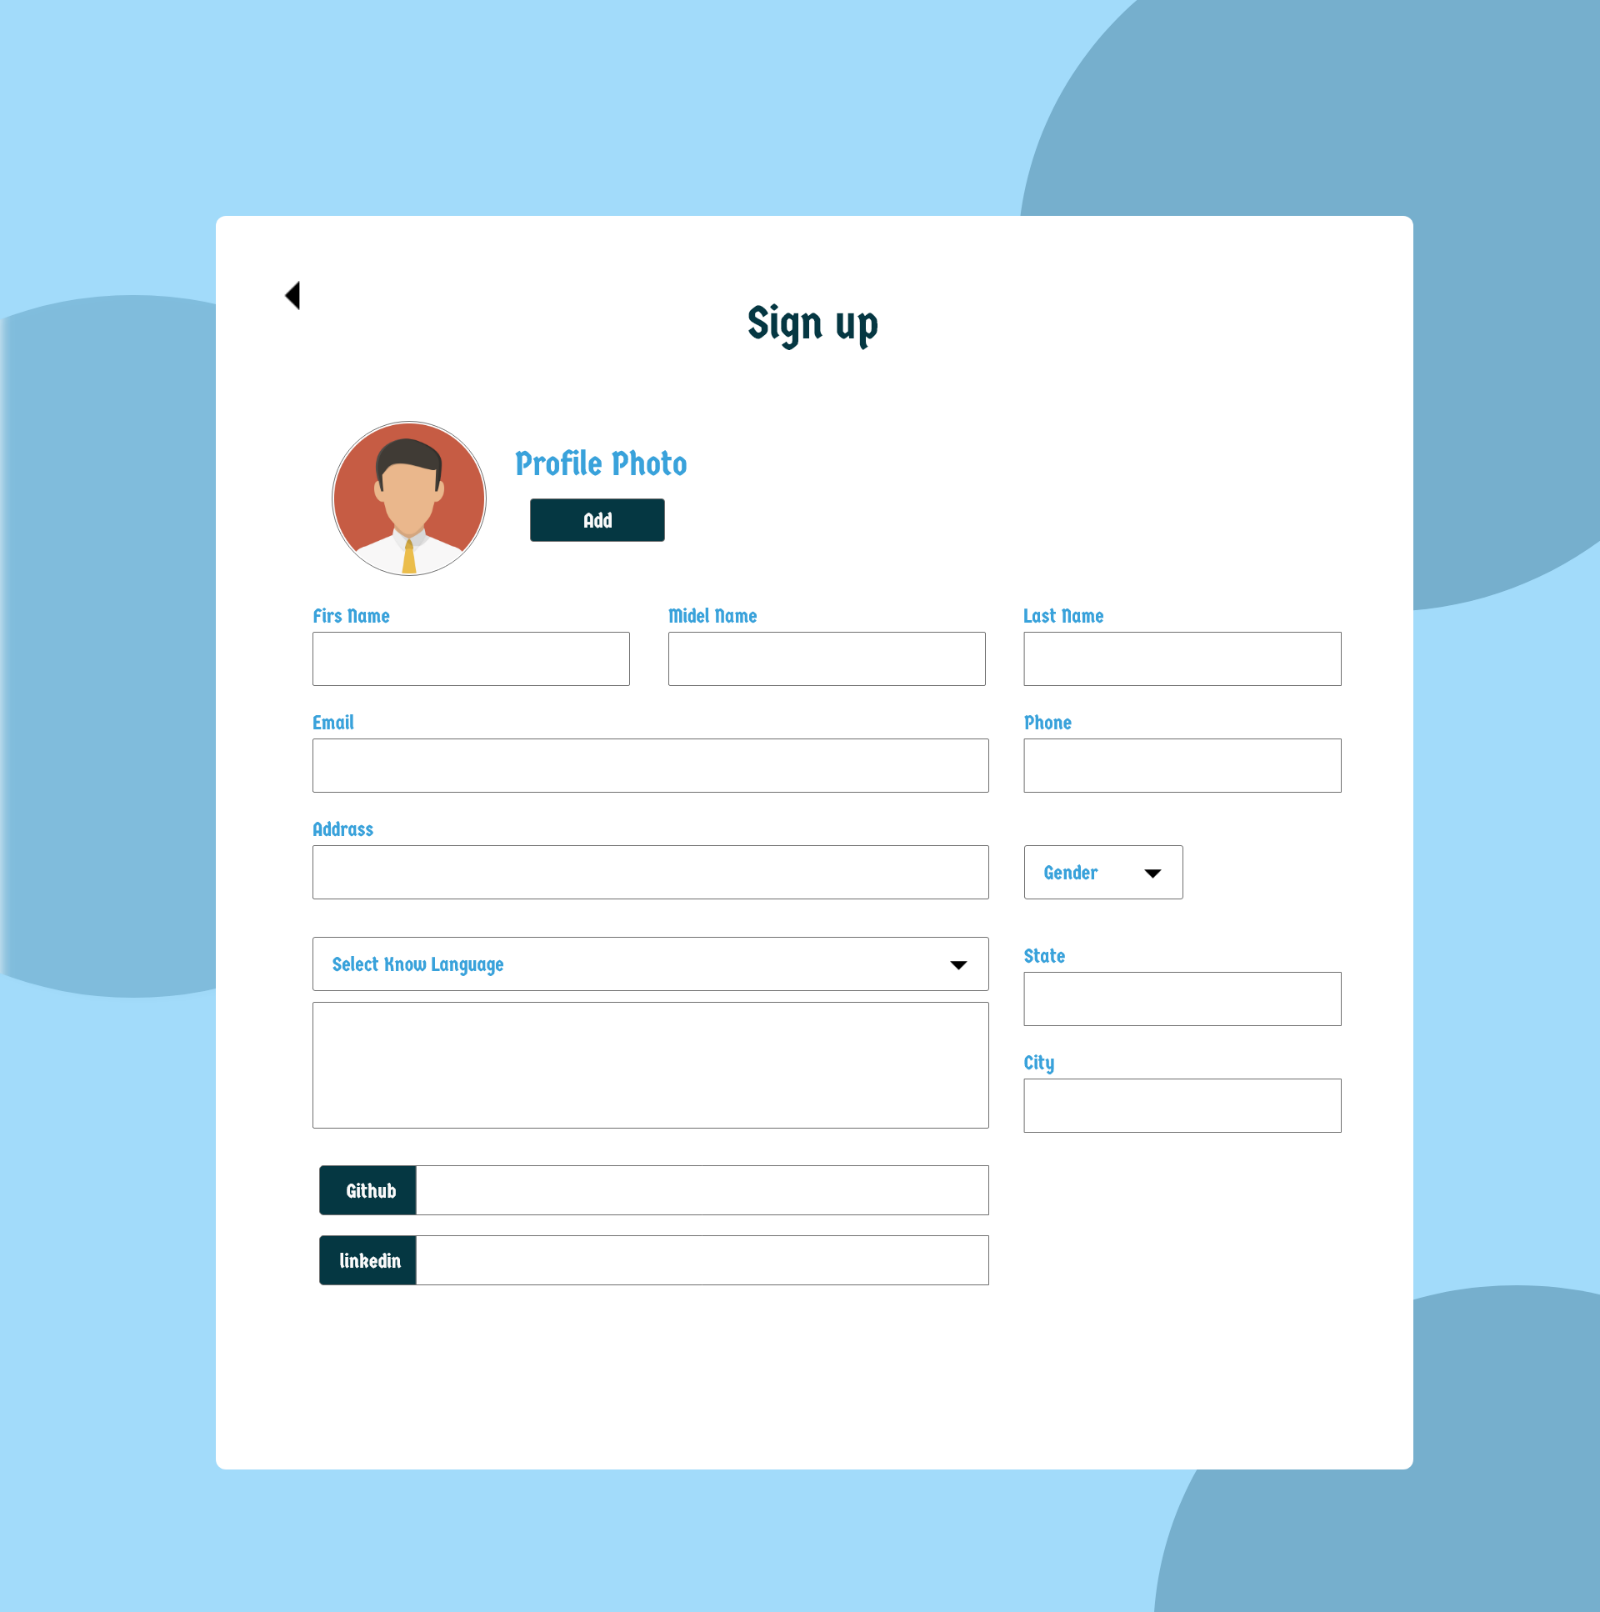 Sign up
Profile Photo
Add
Firs Name
Midel Name
Last Name
Email
Phone
Addrass
Gender
Select Know Language
State
City
Github
linkedin